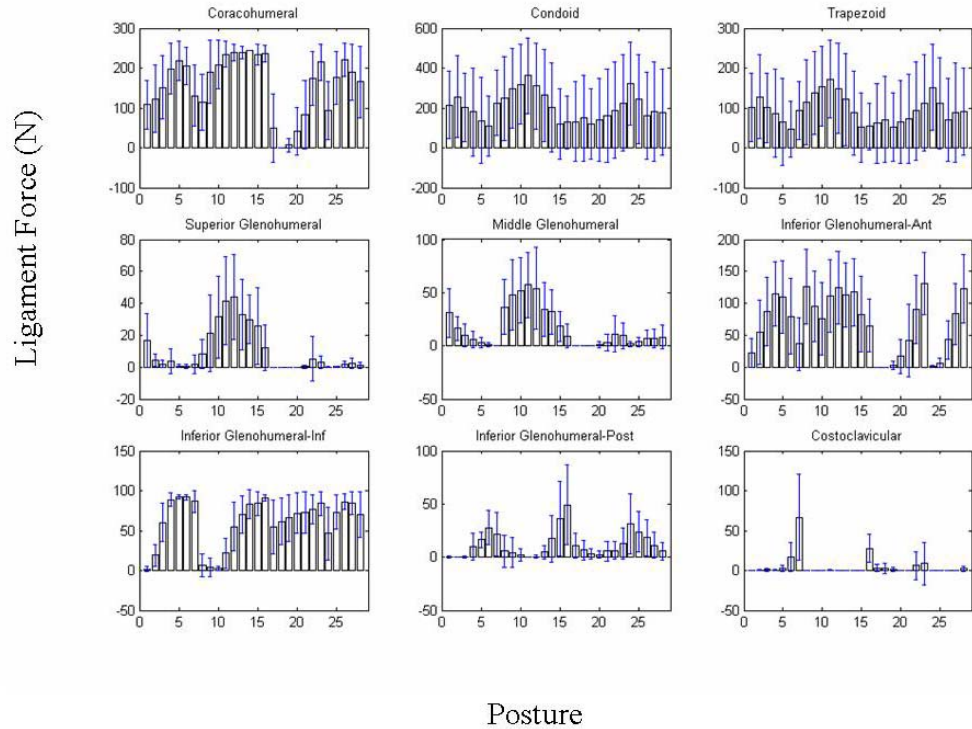 Coracohumeral
Condoid
Trapezoid
300
200
100
0
-100
0 5 10 15 20 25
600
400
200
0
-200
0 5 10 15 20 25
300
200
100
0
-100
0 5 10 15 20 25
Superior Glenohumeral
Middle Glenohumeral
Inferior Glenohumeral-Ant
80
60
40
20
0
-20
0 5 10 15 20 25
100
50
0
-50
0 5 10 15 20 25
200
150
100
50
0
-50
0 5 10 15 20 25
Inferior Glenohumeral-Inf
Inferior Glenohumeral-Post
Costoclavicular
150
100
50
0
-50
0 5 10 15 20 25
100
50
0
-50
0 5 10 15 20 25
150
100
50
0
-50
0 5 10 15 20 25
Ligament Force (N)
Posture